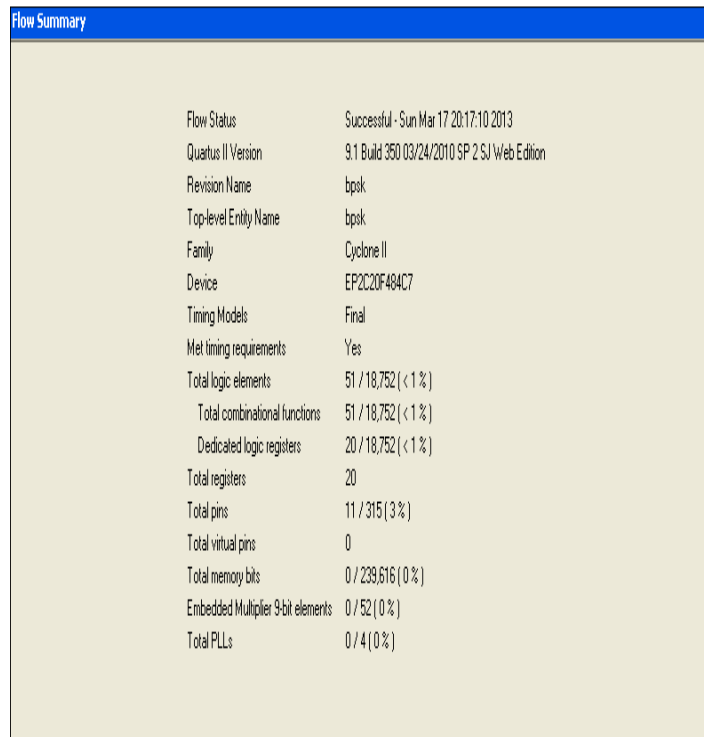 Flow Summary
Flow Status Successful - Sun Mar 17 20:17:10 2013
Quartus II Version 9.1 Build 350 03/24/2010 SP 2 SJ Web Edition
Revision Name bpsk
Top-level Entity Name bpsk
Family Cyclone II
Device EP2C20F484C7
Timing Models Final
Met timing requirements Yes
Total logic elements 51 / 18,752 ( < 1 % )
Total combinational functions 51 / 18,752 ( < 1 % )
Dedicated logic registers 20 / 18,752 ( < 1 % )
Total registers 20
Total pins 11 / 315 ( 3 % )
Total virtual pins 0
Total memory bits 0 / 239,616 ( 0 % )
Embedded Multiplier 9-bit elements 0 / 52 ( 0 % )
Total PLLs 0 / 4 ( 0 % )